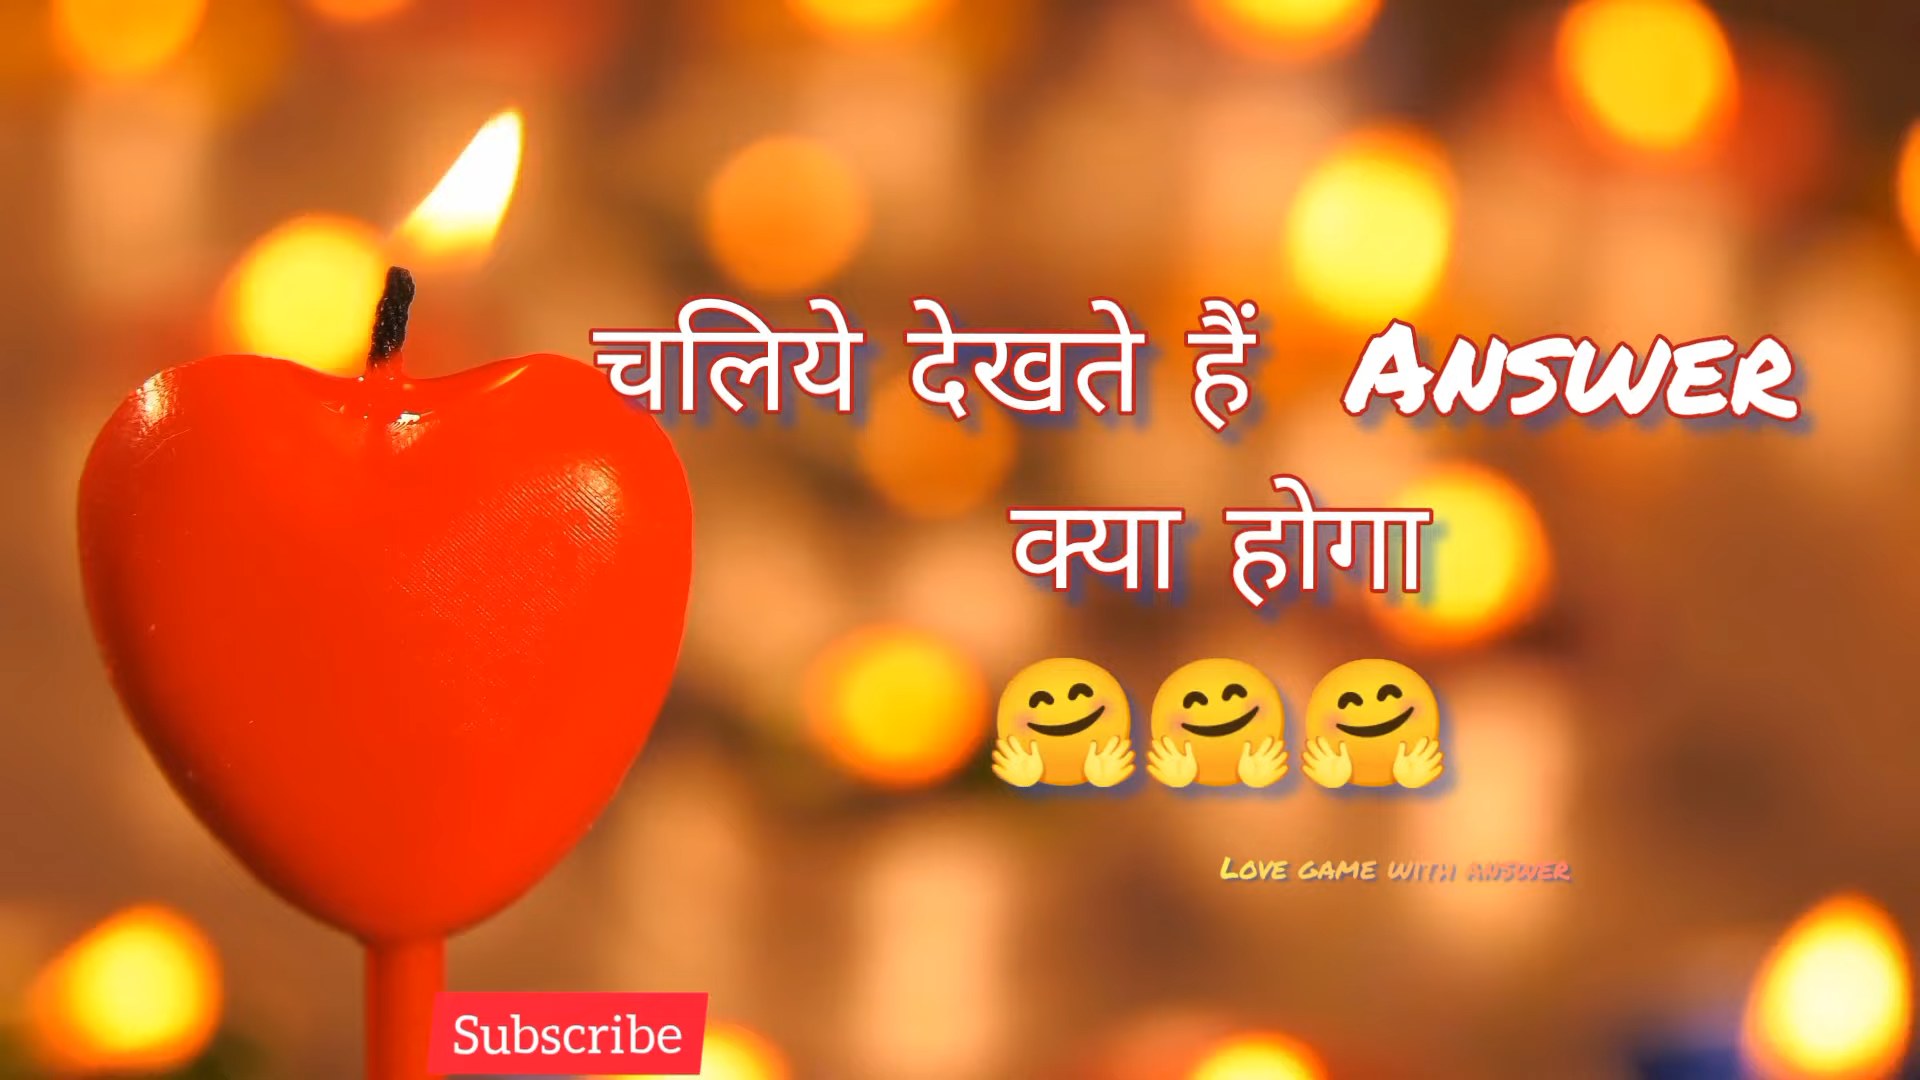 चलिये देखते हैं Answer
क्या होगा
🤗🤗🤗
Love game with answer
Subscribe